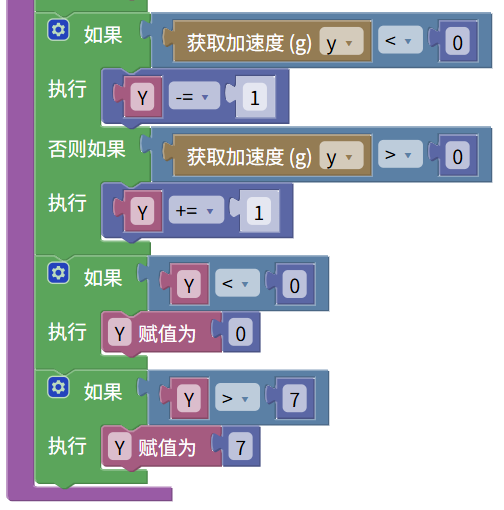 如果 获取加速度 (g) y < 0
执行 Y -= 1
否则如果 获取加速度 (g) y > 0
执行 Y += 1
如果 Y < 0
执行 Y 赋值为 0
如果 Y > 7
执行 Y 赋值为 7